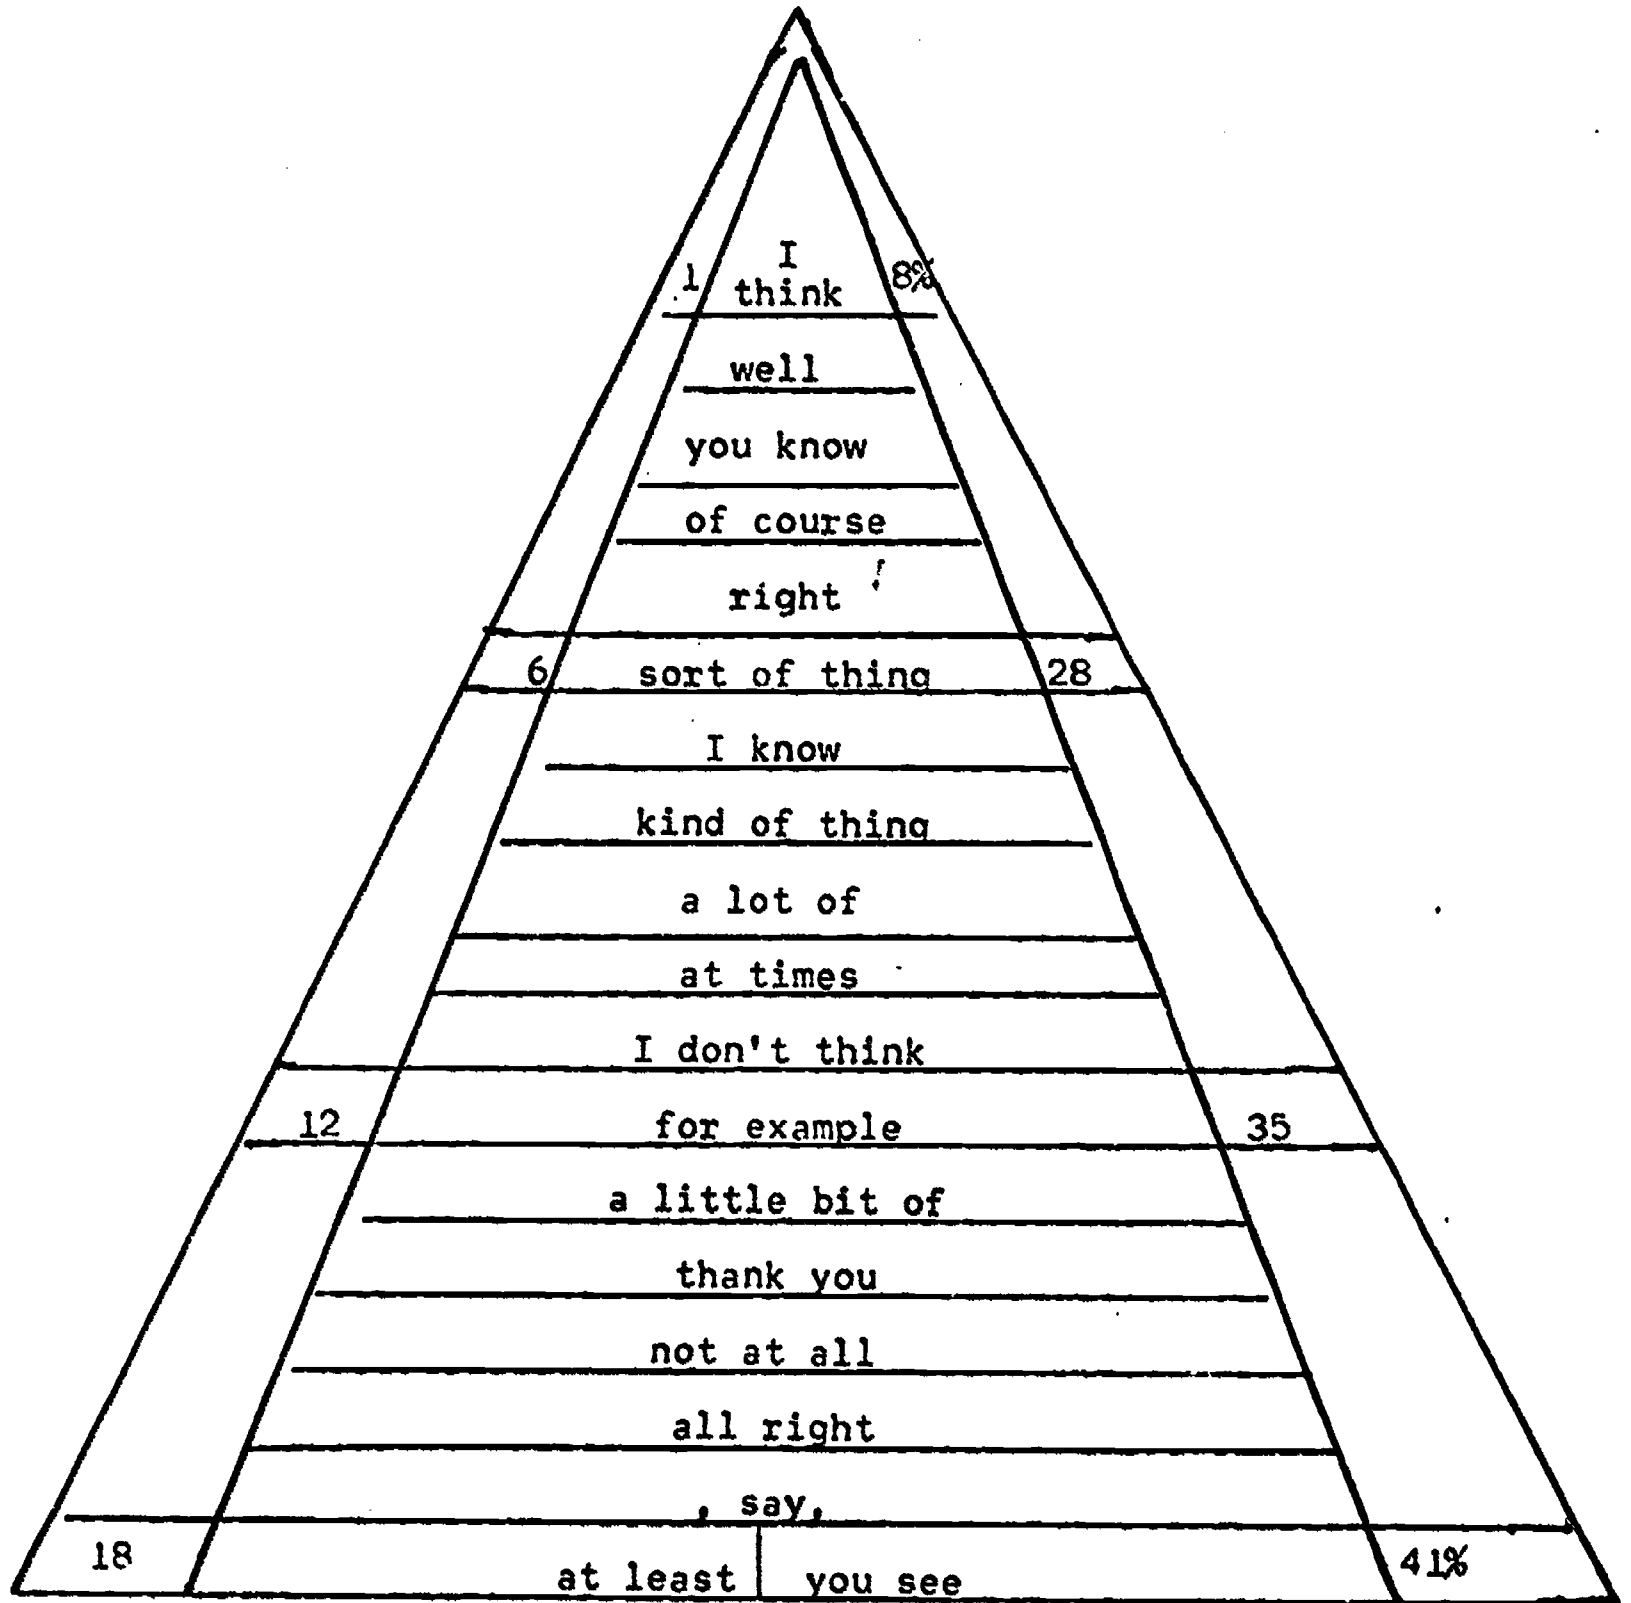 I
1 think 8%
well
you know
of course
right
6 sort of thing 28
I know
kind of thing
a lot of
at times
I don't think
12 for example 35
a little bit of
thank you
not at all
all right
, say,
18 at least you see 41%